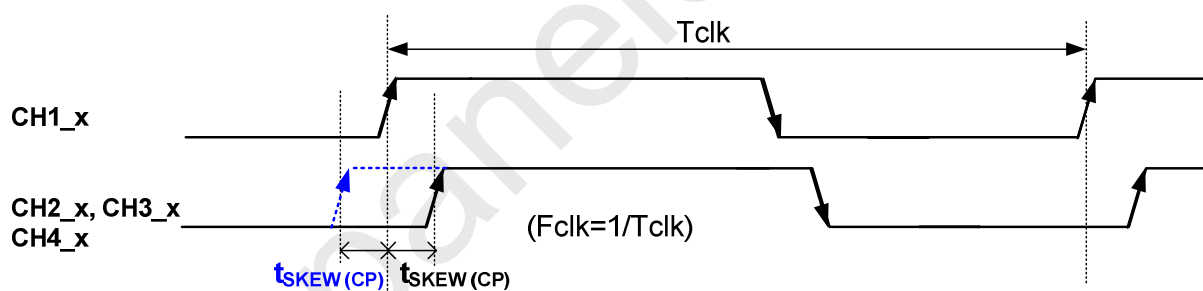 Tclk
CH1_x
CH2_x, CH3_x
CH4_x
(Fclk=1/Tclk)
tSKEW (CP) tSKEW (CP)